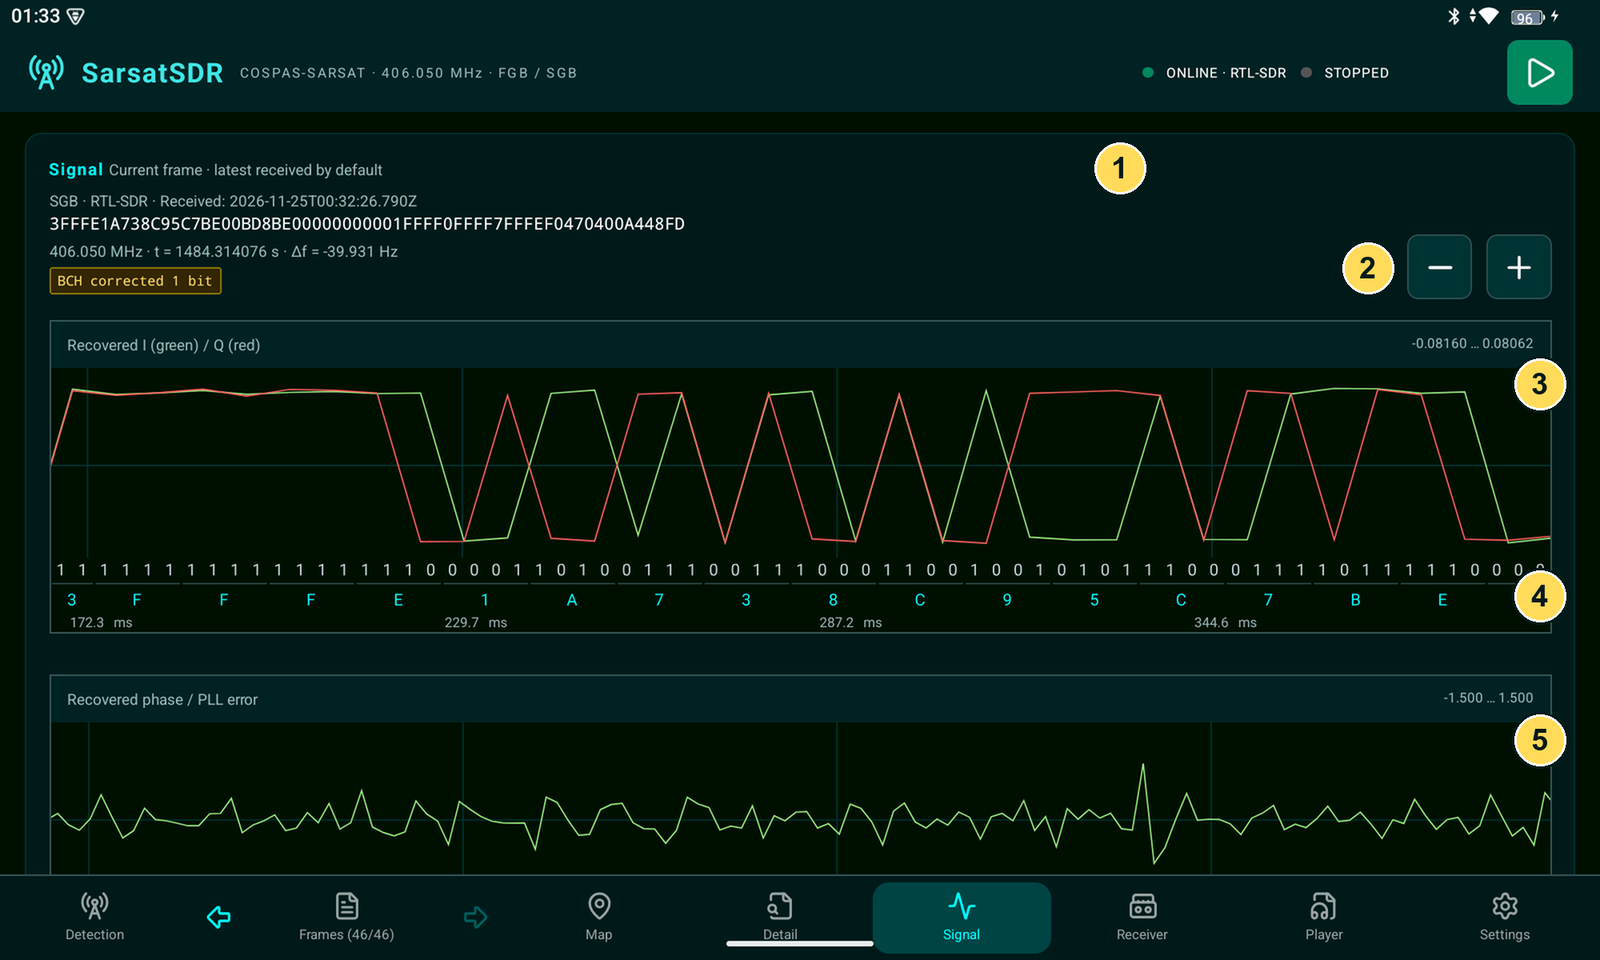 01:33
96
SarsatSDR COSPAS-SARSAT · 406.050 MHz · FGB / SGB
ONLINE · RTL-SDR STOPPED
Signal Current frame · latest received by default
1
SGB · RTL-SDR · Received: 2026-11-25T00:32:26.790Z
3FFFE1A738C95C7BE00BD8BE00000000001FFFF0FFFF7FFFEF0470400A448FD
406.050 MHz · t = 1484.314076 s · Δf = -39.931 Hz
2 − +
BCH corrected 1 bit
Recovered I (green) / Q (red) -0.08160 … 0.08062
3
1 1 1 1 1 1 1 1 1 1 1 1 1 1 1 1 1 0 0 0 0 1 1 0 1 0 0 1 1 1 0 0 1 1 1 0 0 0 1 1 0 0 1 0 0 1 0 1 0 1 1 1 0 0 0 1 1 1 1 0 1 1 1 1 1 0 0 0
3 F F F E 1 A 7 3 8 C 9 5 C 7 B E
4
172.3 ms 229.7 ms 287.2 ms 344.6 ms
Recovered phase / PLL error -1.500 … 1.500
5
Detection Frames (46/46) Map Detail Signal Receiver Player Settings